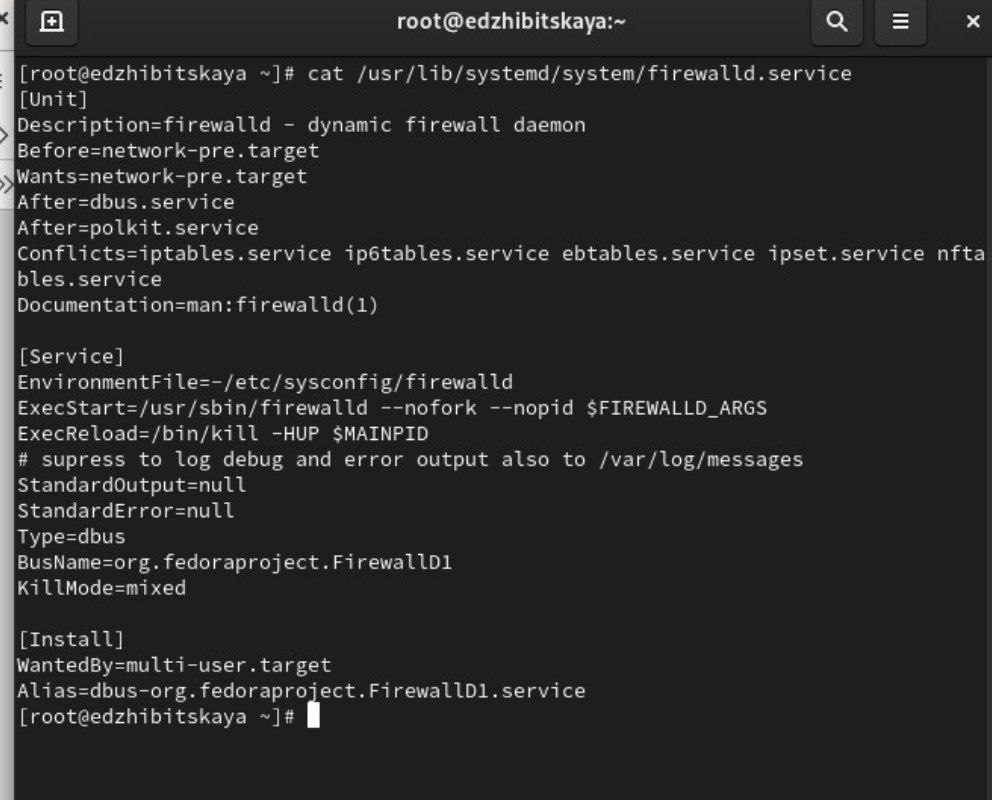 root@edzhibitskaya:~
[root@edzhibitskaya ~]# cat /usr/lib/systemd/system/firewalld.service
[Unit]
Description=firewalld - dynamic firewall daemon
Before=network-pre.target
Wants=network-pre.target
After=dbus.service
After=polkit.service
Conflicts=iptables.service ip6tables.service ebtables.service ipset.service nfta
bles.service
Documentation=man:firewalld(1)

[Service]
EnvironmentFile=-/etc/sysconfig/firewalld
ExecStart=/usr/sbin/firewalld --nofork --nopid $FIREWALLD_ARGS
ExecReload=/bin/kill -HUP $MAINPID
# supress to log debug and error output also to /var/log/messages
StandardOutput=null
StandardError=null
Type=dbus
BusName=org.fedoraproject.FirewallD1
KillMode=mixed

[Install]
WantedBy=multi-user.target
Alias=dbus-org.fedoraproject.FirewallD1.service
[root@edzhibitskaya ~]#